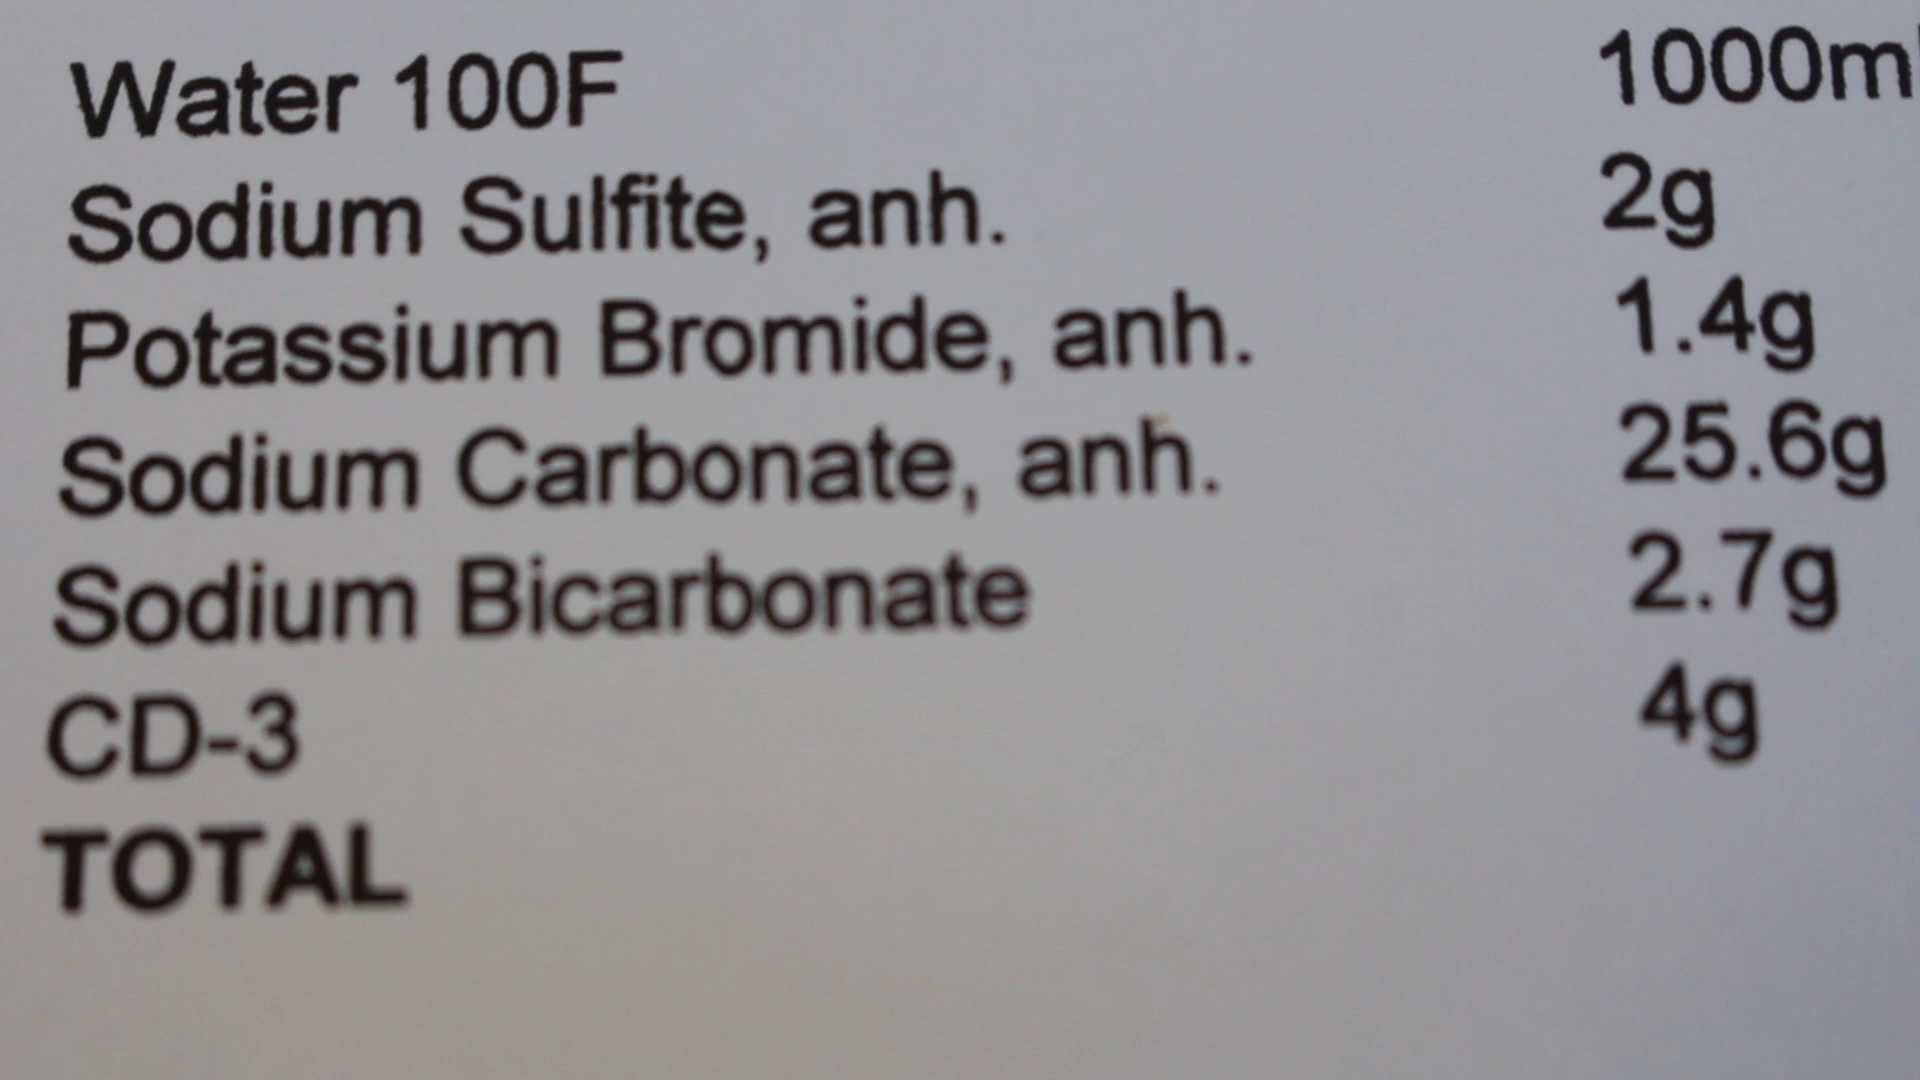 Water 100F 1000ml
Sodium Sulfite, anh. 2g
Potassium Bromide, anh. 1.4g
Sodium Carbonate, anh. 25.6g
Sodium Bicarbonate 2.7g
CD-3 4g
TOTAL